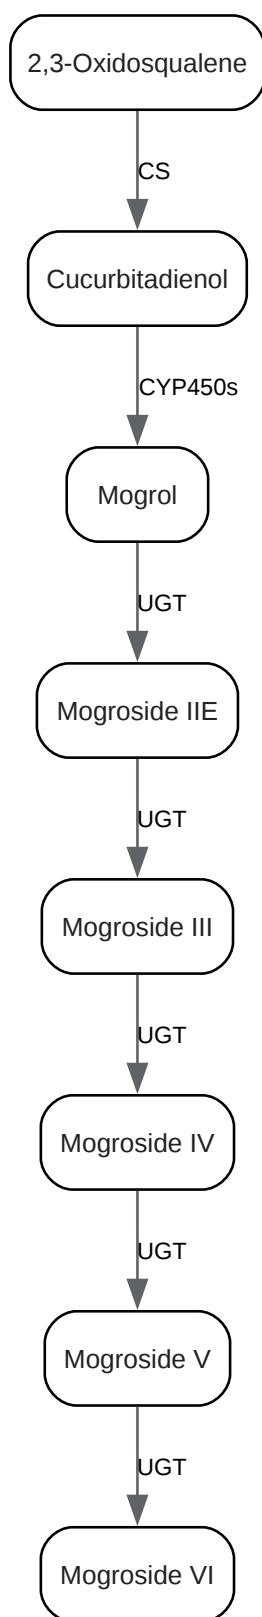 2,3-Oxidosqualene
CS
Cucurbitadienol
CYP450s
Mogrol
UGT
Mogroside IIE
UGT
Mogroside III
UGT
Mogroside IV
UGT
Mogroside V
UGT
Mogroside VI